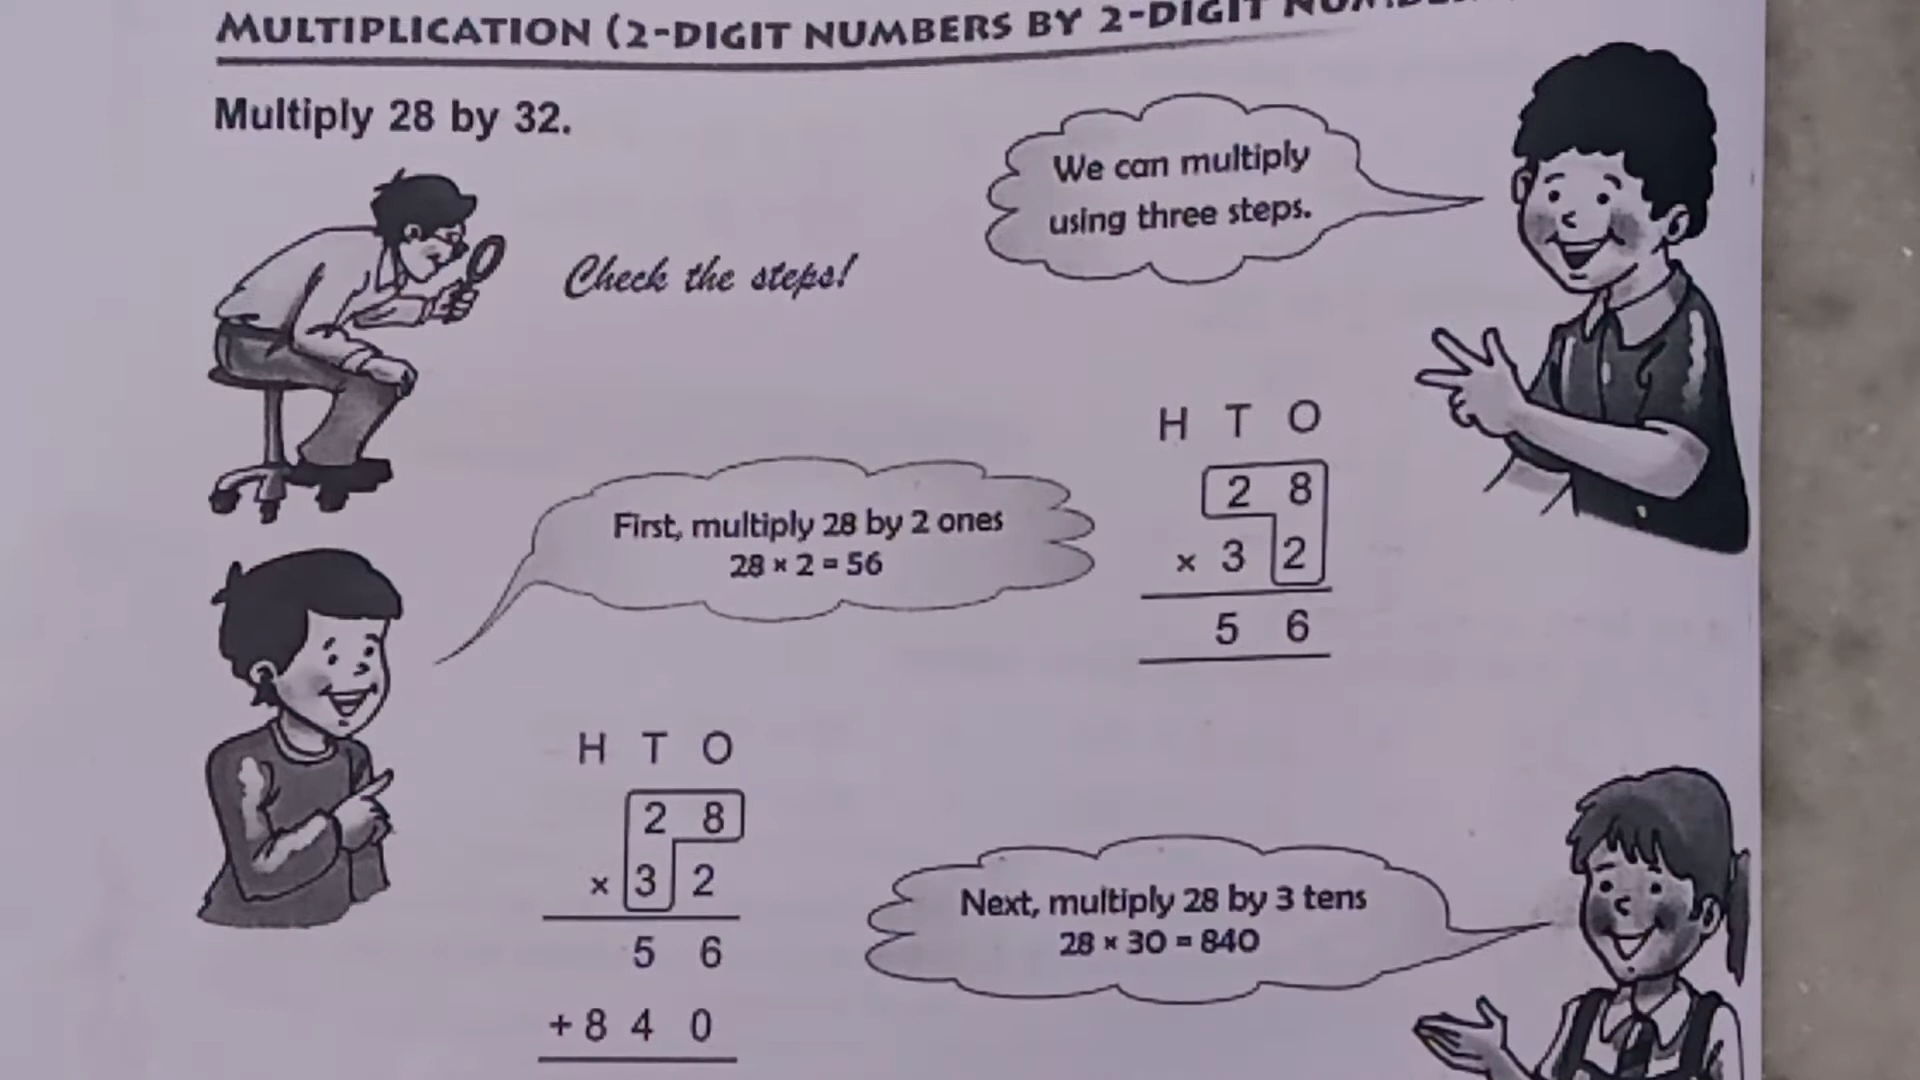 MULTIPLICATION (2-DIGIT NUMBERS BY 2-DIGIT
Multiply 28 by 32.
We can multiply
using three steps.
Check the steps!
H T O
2 8
× 3 2
5 6
First, multiply 28 by 2 ones
28 × 2 = 56
H T O
2 8
× 3 2
5 6
+ 8 4 0
Next, multiply 28 by 3 tens
28 × 30 = 840